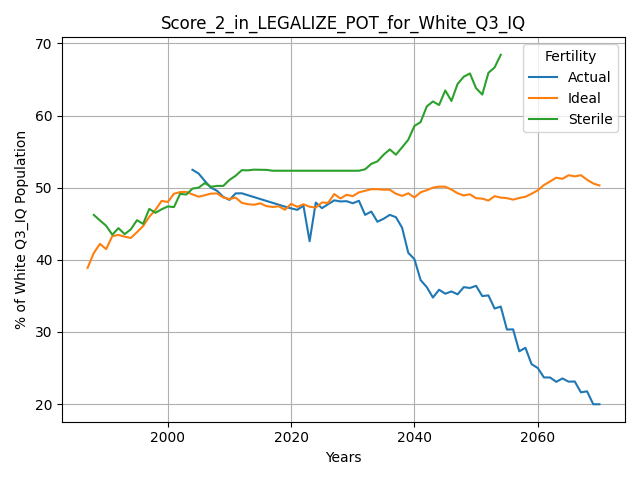 Score_2_in_LEGALIZE_POT_for_White_Q3_IQ
% of White Q3_IQ Population
70
60
50
40
30
20
Fertility
Actual
Ideal
Sterile
2000
2020
2040
2060
Years